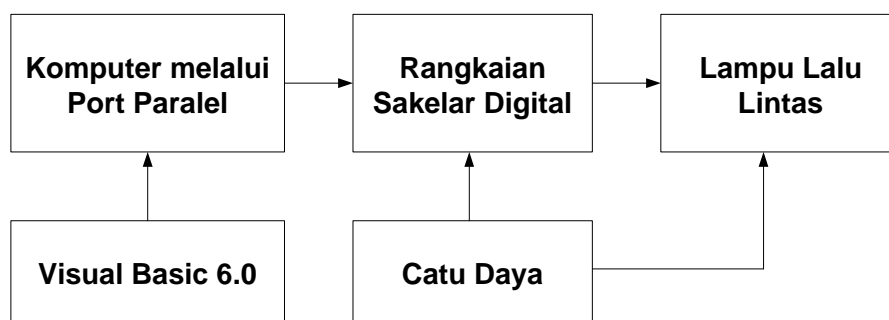 Komputer melalui
Port Paralel
Rangkaian
Sakelar Digital
Lampu Lalu
Lintas
Visual Basic 6.0
Catu Daya